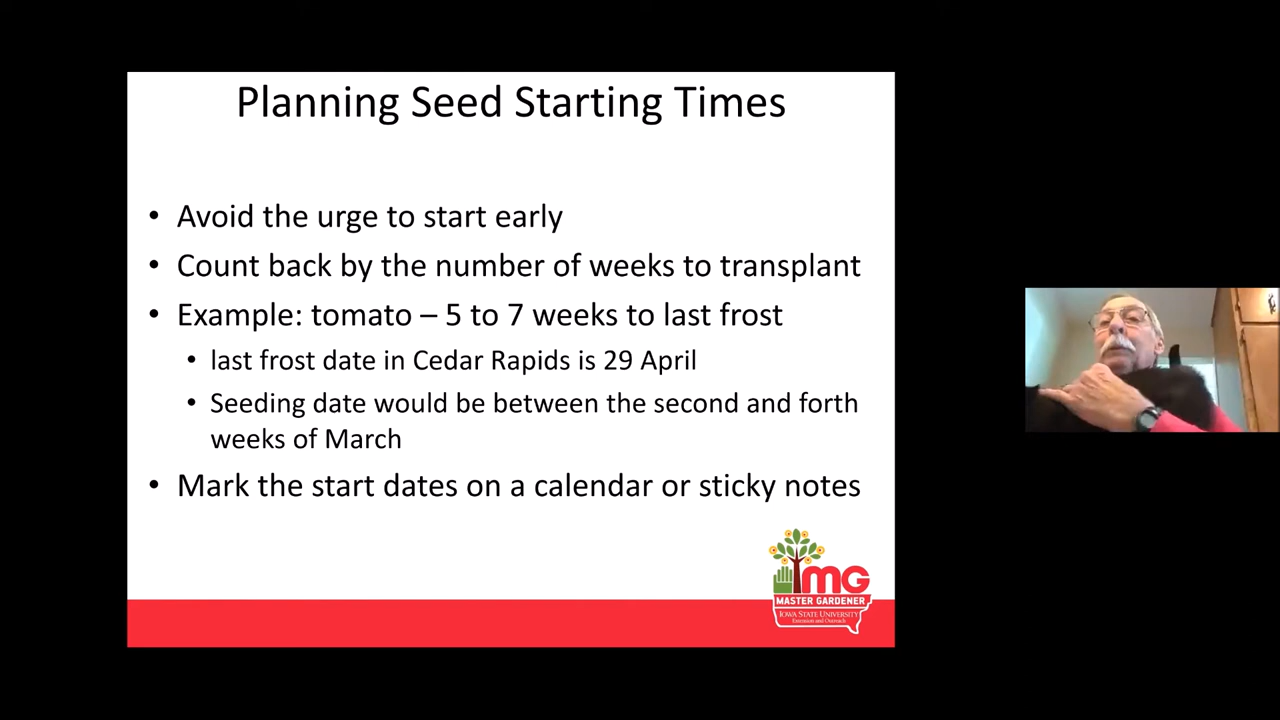 Planning Seed Starting Times
• Avoid the urge to start early
• Count back by the number of weeks to transplant
• Example: tomato – 5 to 7 weeks to last frost
• last frost date in Cedar Rapids is 29 April
• Seeding date would be between the second and forth
weeks of March
• Mark the start dates on a calendar or sticky notes
MG
MASTER GARDENER
IOWA STATE UNIVERSITY
Extension and Outreach